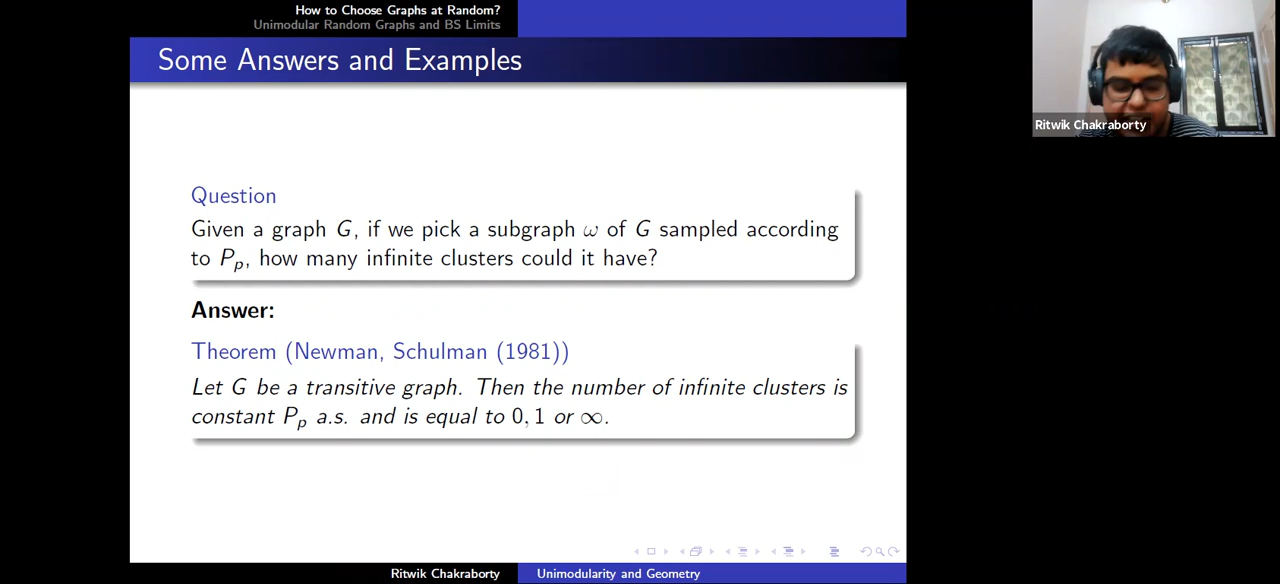 How to Choose Graphs at Random?
Unimodular Random Graphs and BS Limits
Some Answers and Examples
Ritwik Chakraborty
Question
Given a graph G, if we pick a subgraph ω of G sampled according
to Pₚ, how many infinite clusters could it have?
Answer:
Theorem (Newman, Schulman (1981))
Let G be a transitive graph. Then the number of infinite clusters is
constant Pₚ a.s. and is equal to 0, 1 or ∞.
Ritwik Chakraborty
Unimodularity and Geometry